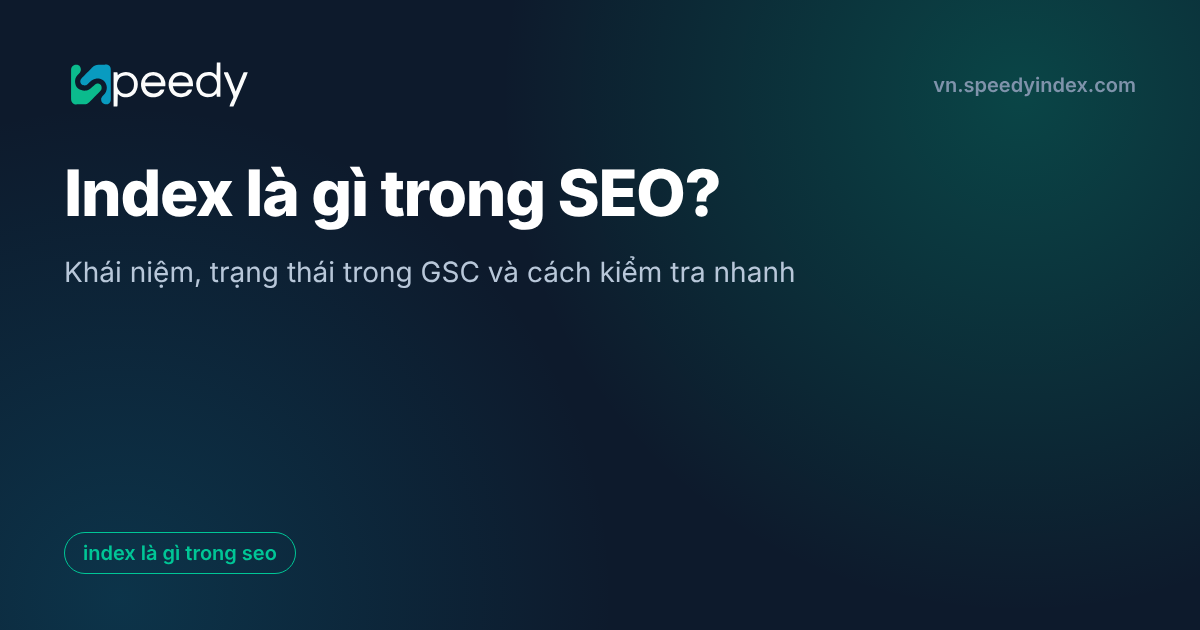 Speedy
vn.speedyindex.com
Index là gì trong SEO?
Khái niệm, trạng thái trong GSC và cách kiểm tra nhanh
index là gì trong seo